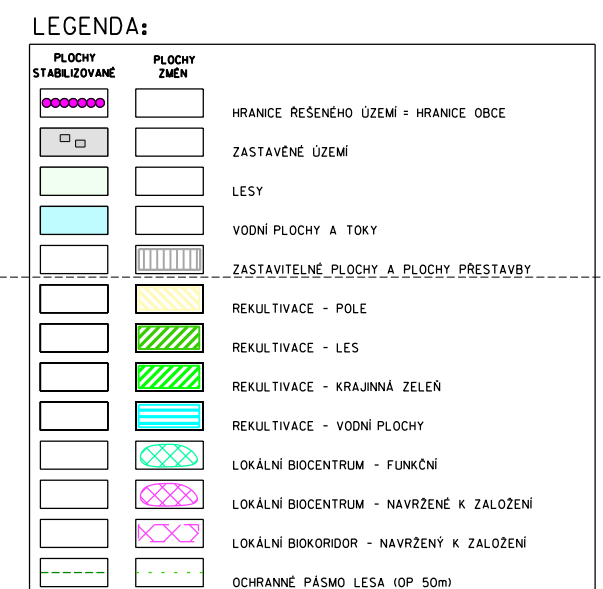 LEGENDA:
PLOCHY STABILIZOVANÉ
PLOCHY ZMĚN
HRANICE ŘEŠENÉHO ÚZEMÍ = HRANICE OBCE
ZASTAVĚNÉ ÚZEMÍ
LESY
VODNÍ PLOCHY A TOKY
ZASTAVITELNÉ PLOCHY A PLOCHY PŘESTAVBY
REKULTIVACE - POLE
REKULTIVACE - LES
REKULTIVACE - KRAJINNÁ ZELEŇ
REKULTIVACE - VODNÍ PLOCHY
LOKÁLNÍ BIOCENTRUM - FUNKČNÍ
LOKÁLNÍ BIOCENTRUM - NAVRŽENÉ K ZALOŽENÍ
LOKÁLNÍ BIOKORIDOR - NAVRŽENÝ K ZALOŽENÍ
OCHRANNÉ PÁSMO LESA (OP 50m)